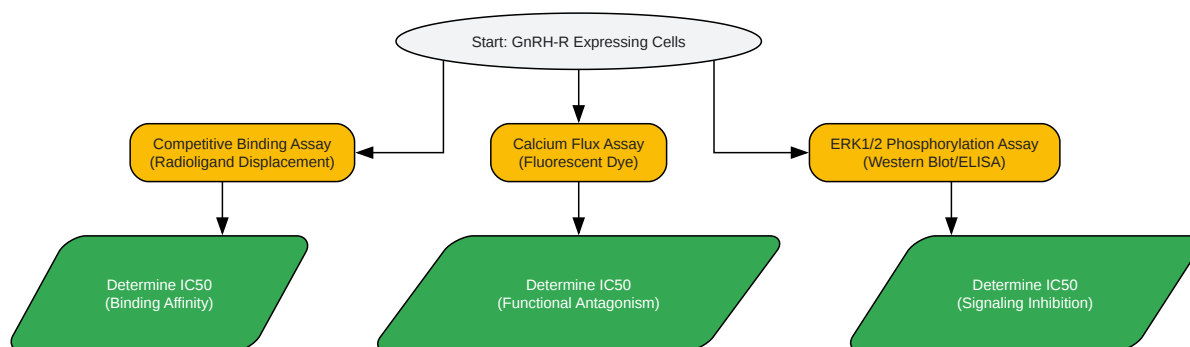 Start: GnRH-R Expressing Cells
Competitive Binding Assay
(Radioligand Displacement)
Calcium Flux Assay
(Fluorescent Dye)
ERK1/2 Phosphorylation Assay
(Western Blot/ELISA)
Determine IC50
(Binding Affinity)
Determine IC50
(Functional Antagonism)
Determine IC50
(Signaling Inhibition)